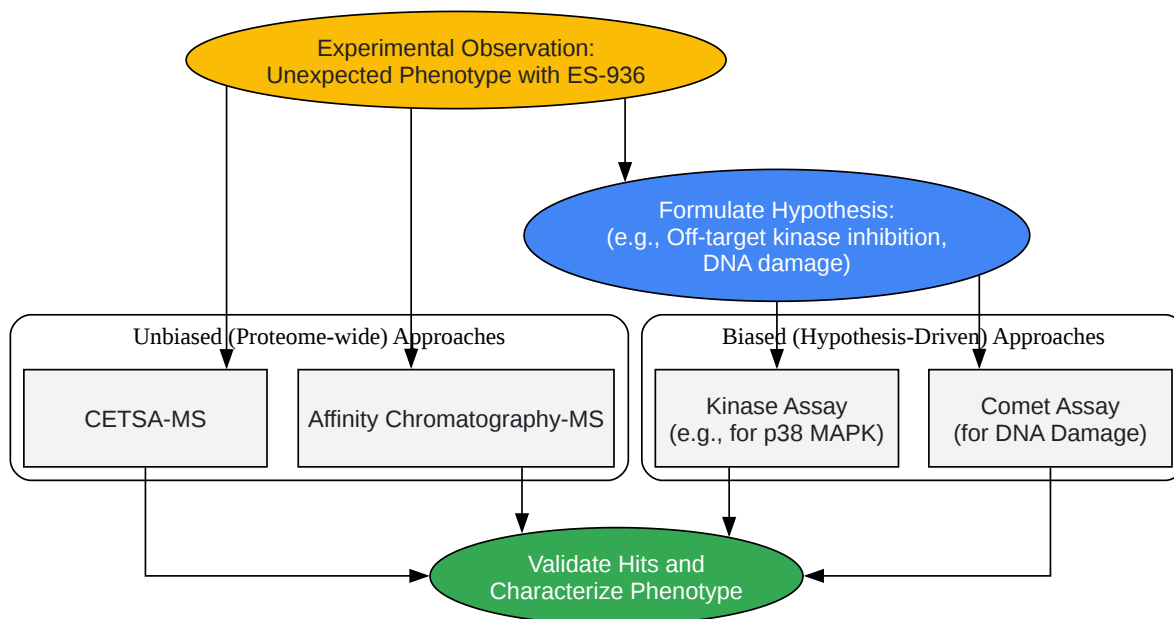 Experimental Observation:
Unexpected Phenotype with ES-936
Formulate Hypothesis:
(e.g., Off-target kinase inhibition,
DNA damage)
Unbiased (Proteome-wide) Approaches
Biased (Hypothesis-Driven) Approaches
CETSA-MS
Affinity Chromatography-MS
Kinase Assay
(e.g., for p38 MAPK)
Comet Assay
(for DNA Damage)
Validate Hits and
Characterize Phenotype